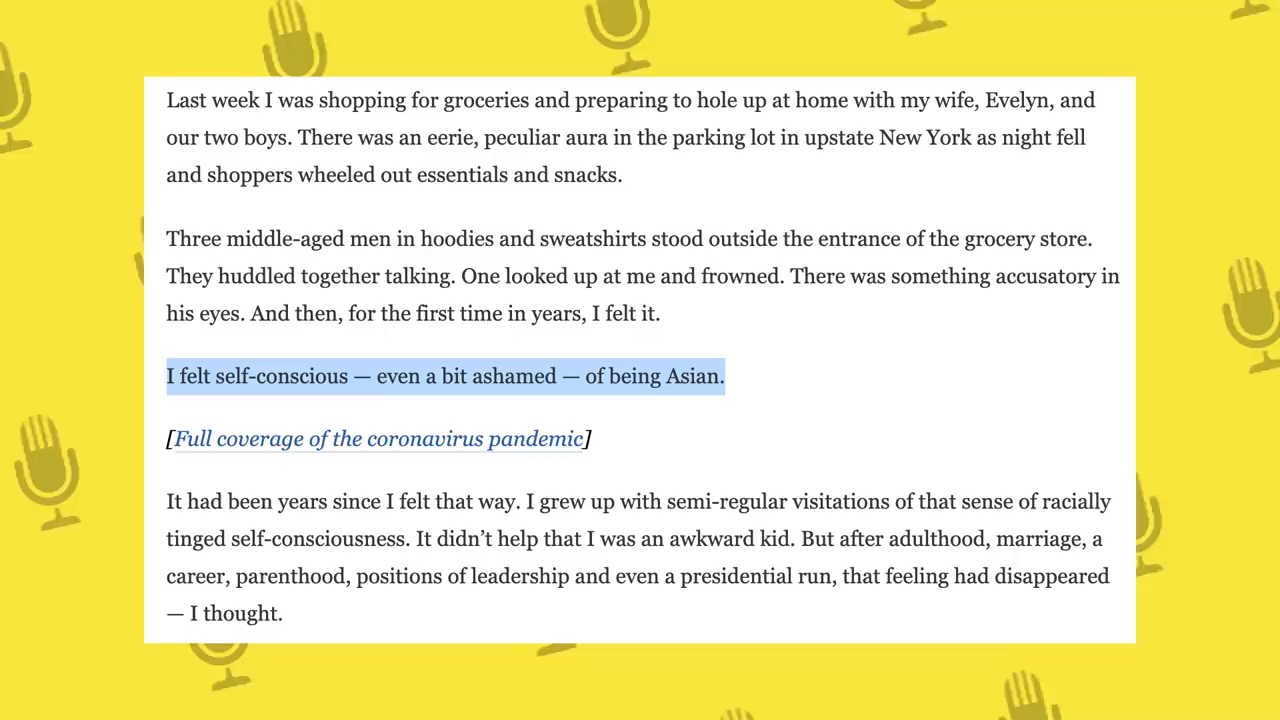 Last week I was shopping for groceries and preparing to hole up at home with my wife, Evelyn, and
our two boys. There was an eerie, peculiar aura in the parking lot in upstate New York as night fell
and shoppers wheeled out essentials and snacks.
Three middle-aged men in hoodies and sweatshirts stood outside the entrance of the grocery store.
They huddled together talking. One looked up at me and frowned. There was something accusatory in
his eyes. And then, for the first time in years, I felt it.
I felt self-conscious — even a bit ashamed — of being Asian.
[Full coverage of the coronavirus pandemic]
It had been years since I felt that way. I grew up with semi-regular visitations of that sense of racially
tinged self-consciousness. It didn’t help that I was an awkward kid. But after adulthood, marriage, a
career, parenthood, positions of leadership and even a presidential run, that feeling had disappeared
— I thought.